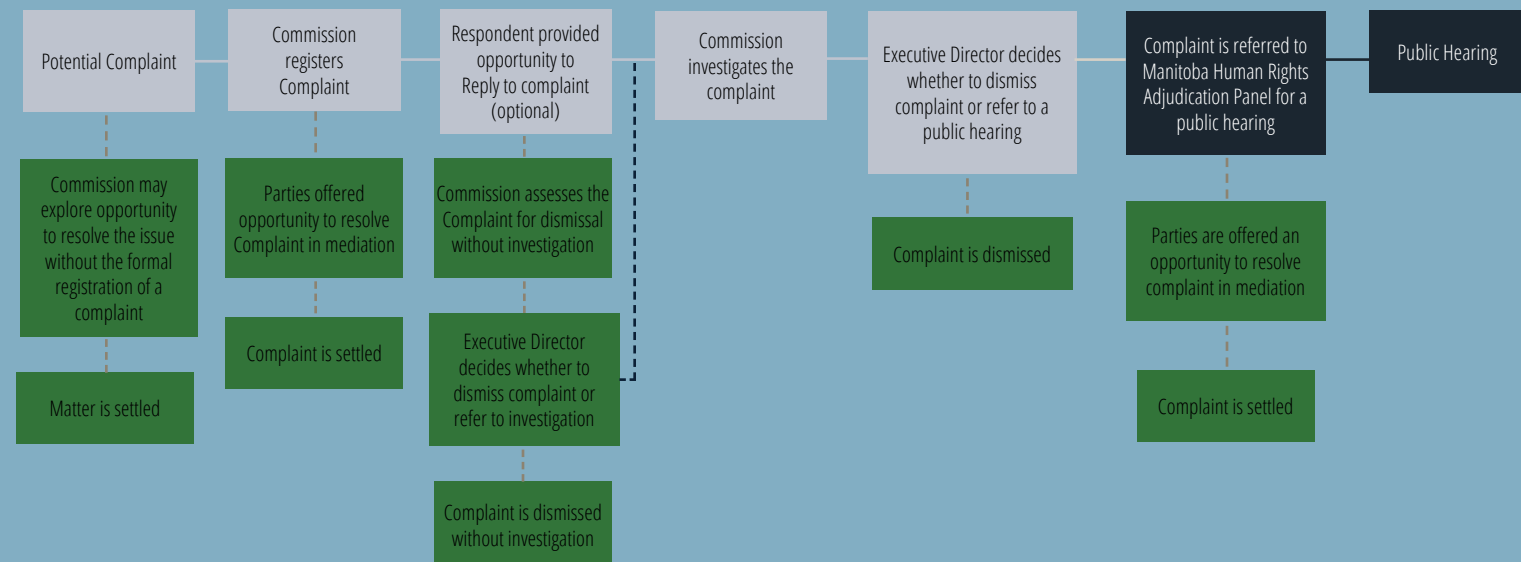 Potential Complaint
Commission
registers
Complaint
Respondent provided
opportunity to
Reply to complaint
(optional)
Commission
investigates the
complaint
Executive Director decides
whether to dismiss
complaint or refer to a
public hearing
Complaint is referred to
Manitoba Human Rights
Adjudication Panel for a
public hearing
Public Hearing
Commission may
explore opportunity
to resolve the issue
without the formal
registration of a
complaint
Matter is settled
Parties offered
opportunity to resolve
Complaint in mediation
Complaint is settled
Commission assesses the
Complaint for dismissal
without investigation
Executive Director
decides whether to
dismiss complaint or
refer to investigation
Complaint is dismissed
without investigation
Complaint is dismissed
Parties are offered an
opportunity to resolve
complaint in mediation
Complaint is settled